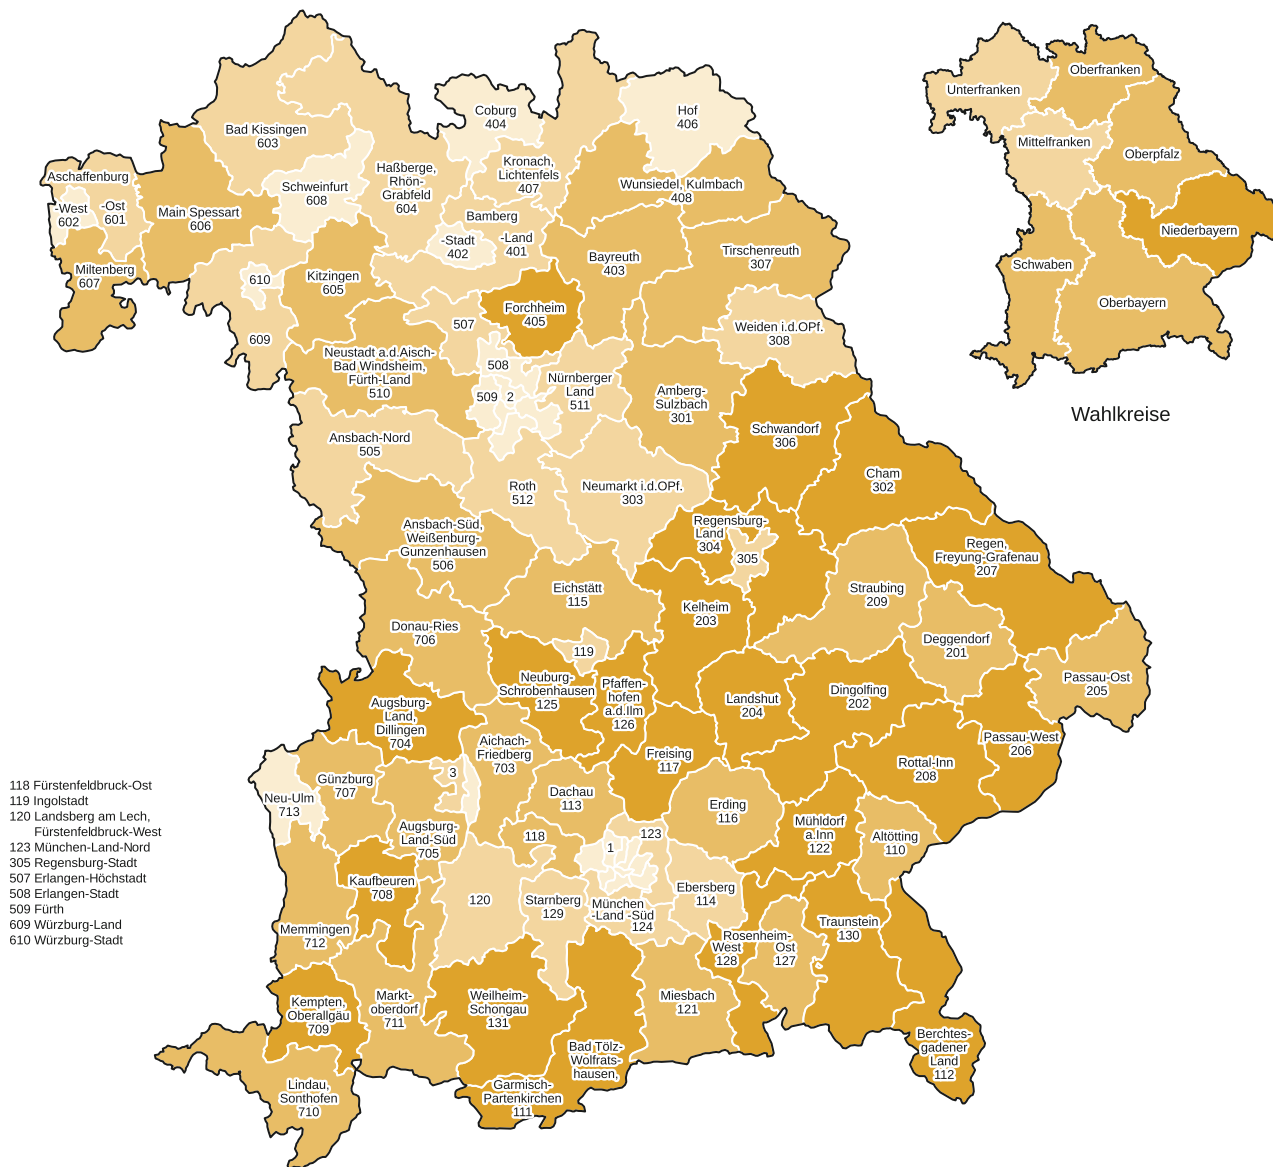 Coburg
404
Hof
406
Bad Kissingen
603
Haßberge,
Rhön-
Grabfeld
604
Kronach,
Lichtenfels
407
Aschaffenburg
-West
602
-Ost
601
Schweinfurt
608
Main Spessart
606
Wunsiedel, Kulmbach
408
Bamberg
-Stadt
402
-Land
401
Miltenberg
607
610
Kitzingen
605
Bayreuth
403
Tirschenreuth
307
Forchheim
405
507
609
Weiden i.d.OPf.
308
Neustadt a.d.Aisch-
Bad Windsheim,
Fürth-Land
510
508
509
2
Nürnberger
Land
511
Amberg-
Sulzbach
301
Ansbach-Nord
505
Schwandorf
306
Cham
302
Roth
512
Neumarkt i.d.OPf.
303
Ansbach-Süd,
Weißenburg-
Gunzenhausen
506
Regensburg-
Land
304
305
Regen,
Freyung-Grafenau
207
Eichstätt
115
Kelheim
203
Straubing
209
Donau-Ries
706
119
Deggendorf
201
Neuburg-
Schrobenhausen
125
Pfaffen-
hofen
a.d.Ilm
126
Landshut
204
Dingolfing
202
Passau-Ost
205
Augsburg-
Land,
Dillingen
704
Aichach-
Friedberg
703
Freising
117
Passau-West
206
Rottal-Inn
208
3
Günzburg
707
Neu-Ulm
713
Dachau
113
Erding
116
Augsburg-
Land-Süd
705
118
1
123
Mühldorf
a.Inn
122
Altötting
110
Kaufbeuren
708
120
Starnberg
129
München
-Land -Süd
124
Ebersberg
114
Memmingen
712
Rosenheim-
West
128
Ost
127
Traunstein
130
Kempten,
Oberallgäu
709
Markt-
oberdorf
711
Weilheim-
Schongau
131
Miesbach
121
Bad Tölz-
Wolfrats-
hausen,
Garmisch-
Partenkirchen
111
Berchtes-
gadener
Land
112
Lindau,
Sonthofen
710
118 Fürstenfeldbruck-Ost
119 Ingolstadt
120 Landsberg am Lech,
Fürstenfeldbruck-West
123 München-Land-Nord
305 Regensburg-Stadt
507 Erlangen-Höchstadt
508 Erlangen-Stadt
509 Fürth
609 Würzburg-Land
610 Würzburg-Stadt
Unterfranken
Oberfranken
Mittelfranken
Oberpfalz
Niederbayern
Schwaben
Oberbayern
Wahlkreise